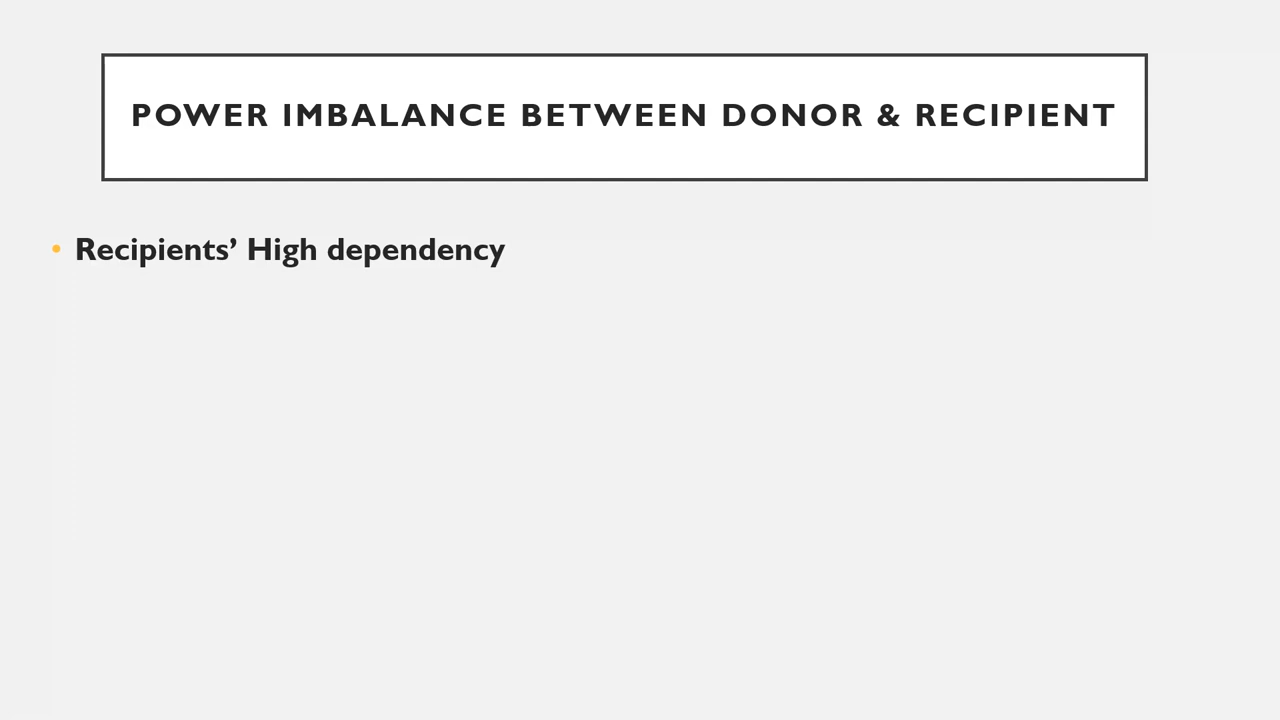 POWER IMBALANCE BETWEEN DONOR & RECIPIENT
• Recipients’ High dependency